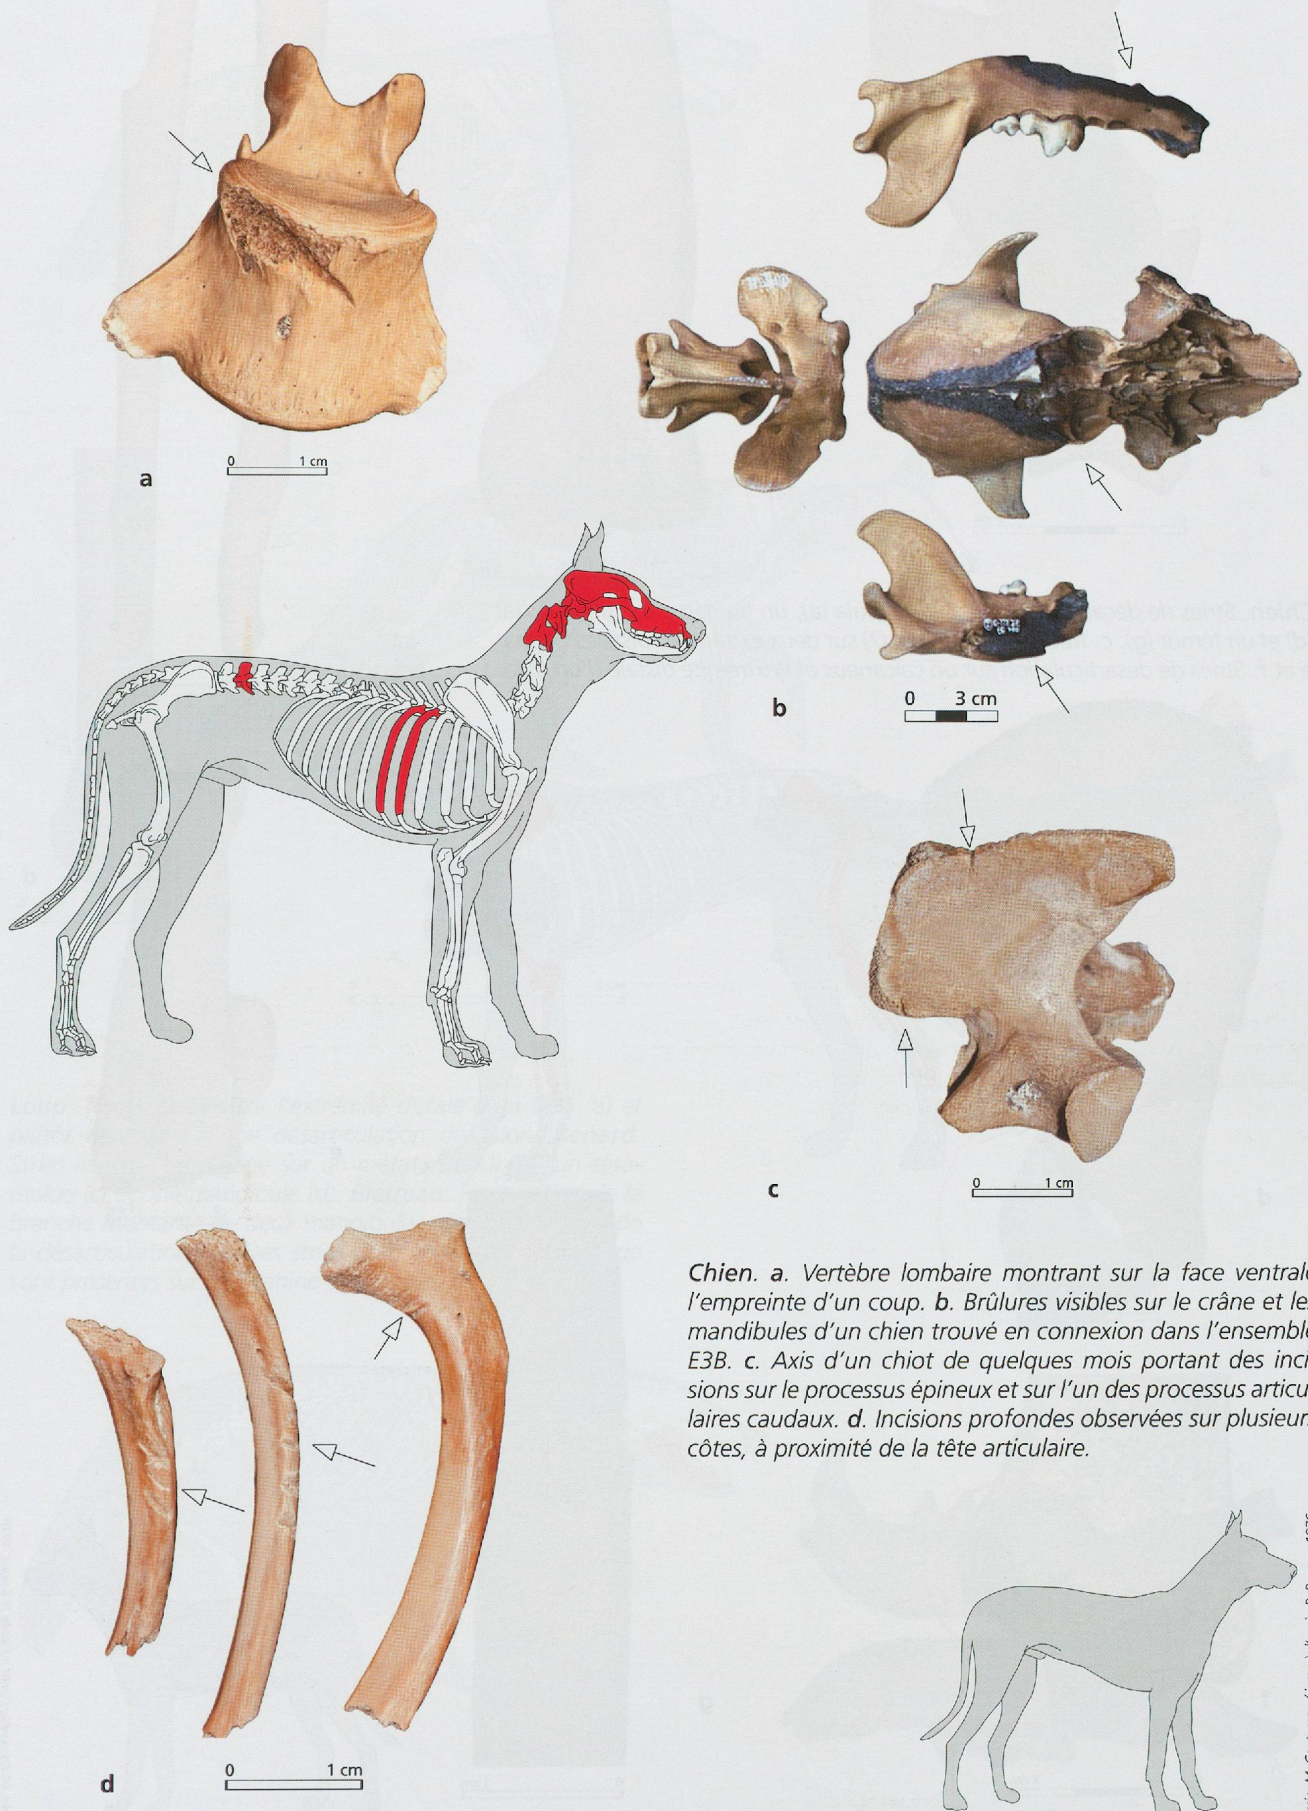 0 1 cm
a
0 3 cm
b
0 1 cm
c
Chien. a. Vertèbre lombaire montrant sur la face ventrale
l'empreinte d'un coup. b. Brûlures visibles sur le crâne et les
mandibules d'un chien trouvé en connexion dans l'ensemble
E3B. c. Axis d'un chiot de quelques mois portant des inci
sions sur le processus épineux et sur l'un des processus articu
laires caudaux. d. Incisions profondes observées sur plusieur
côtes, à proximité de la tête articulaire.
0 1 cm
d